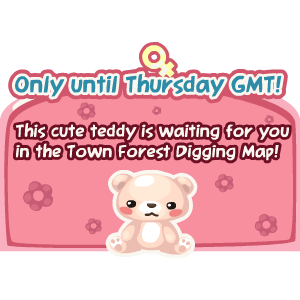 Only until Thursday GMT!
This cute teddy is waiting for you
in the Town Forest Digging Map!